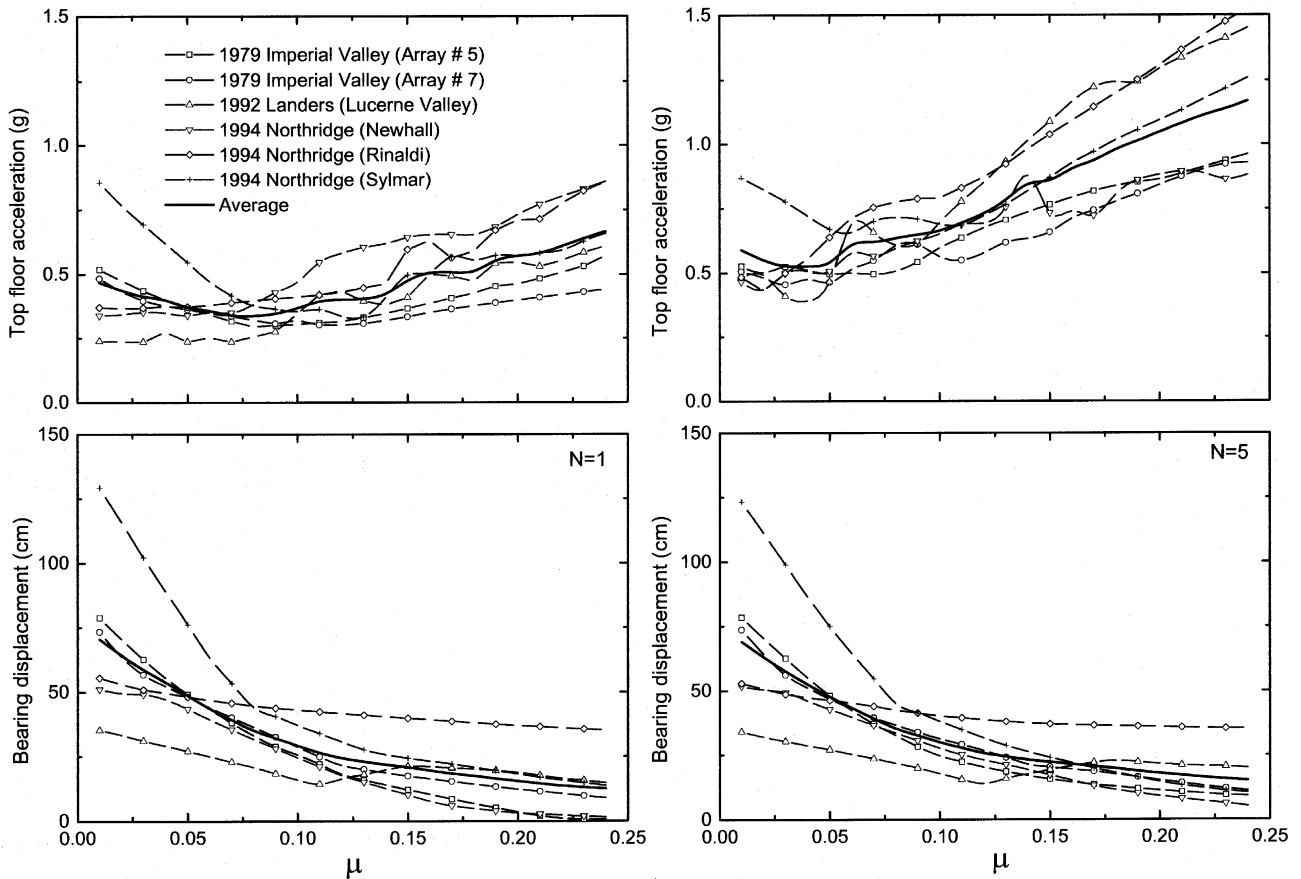 Top floor acceleration (g)
1.5
1.0
0.5
0.0
1979 Imperial Valley (Array # 5)
1979 Imperial Valley (Array # 7)
1992 Landers (Lucerne Valley)
1994 Northridge (Newhall)
1994 Northridge (Rinaldi)
1994 Northridge (Sylmar)
Average
Top floor acceleration (g)
1.5
1.0
0.5
0.0
Bearing displacement (cm)
150
100
50
0
N=1
0.00 0.05 0.10 0.15 0.20 0.25
μ
Bearing displacement (cm)
150
100
50
0
N=5
0.00 0.05 0.10 0.15 0.20 0.25
μ